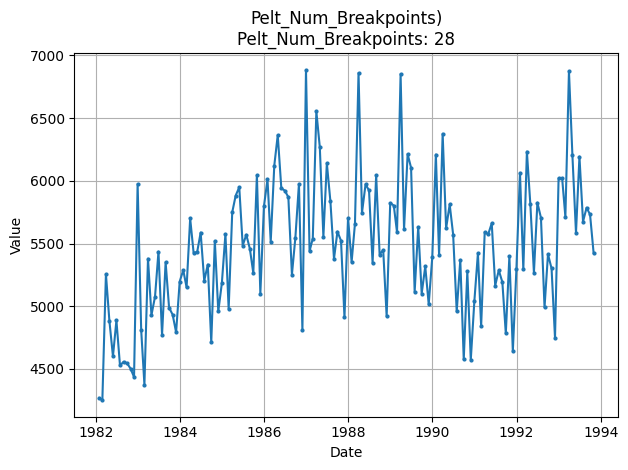 Pelt_Num_Breakpoints)
Pelt_Num_Breakpoints: 28
7000
6500
6000
5500
5000
4500
Value
1982 1984 1986 1988 1990 1992 1994
Date